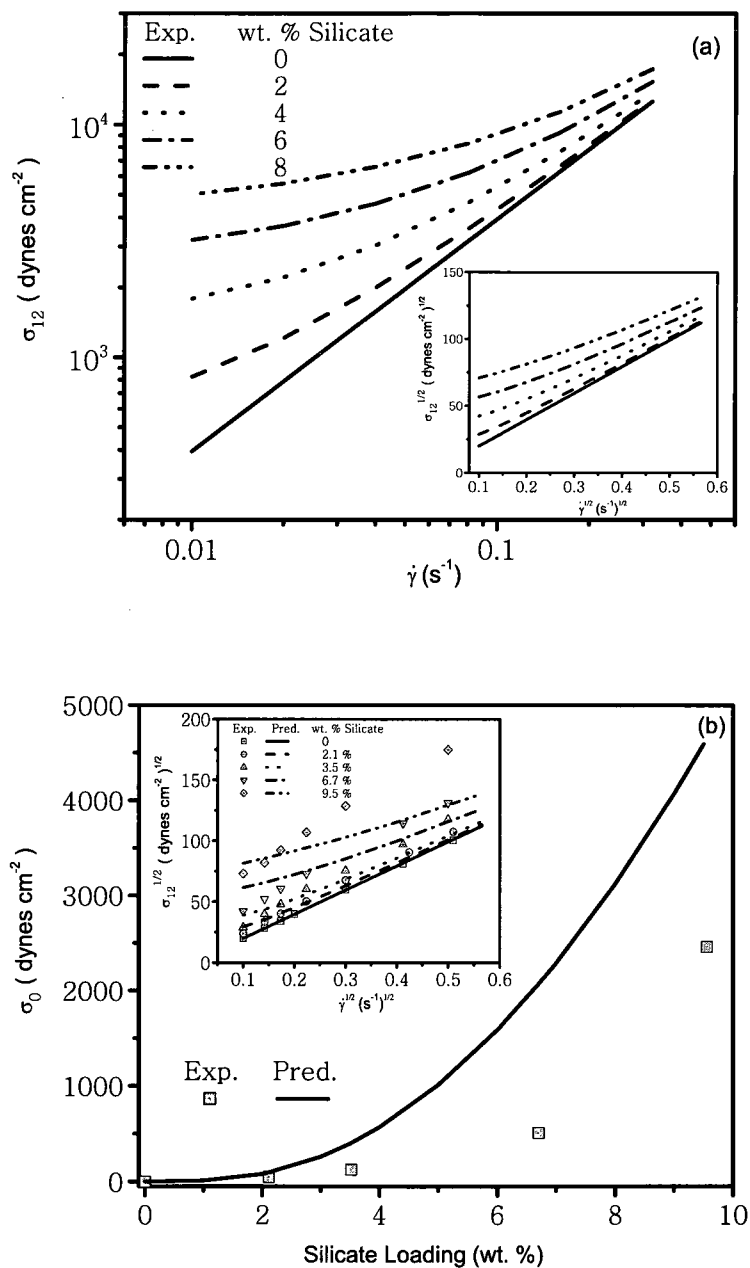 Exp. wt. % Silicate
0
2
4
6
8
(a)
10⁴
10³
σ₁₂ ( dynes cm⁻² )
0.01 0.1
γ̇ (s⁻¹)
150
100
50
0
σ₁₂^1/2 ( dynes cm⁻² )^1/2
0.1 0.2 0.3 0.4 0.5 0.6
γ̇^1/2 (s⁻¹)^1/2
(b)
5000
4000
3000
2000
1000
0
σ₀ ( dynes cm⁻² )
200
150
100
50
0
σ₁₂^1/2 ( dynes cm⁻² )^1/2
Exp. Pred. wt. % Silicate
0
2.1 %
3.5 %
6.7 %
9.5 %
0.1 0.2 0.3 0.4 0.5 0.6
γ̇^1/2 (s⁻¹)^1/2
Exp. Pred.
0 2 4 6 8 10
Silicate Loading (wt. %)